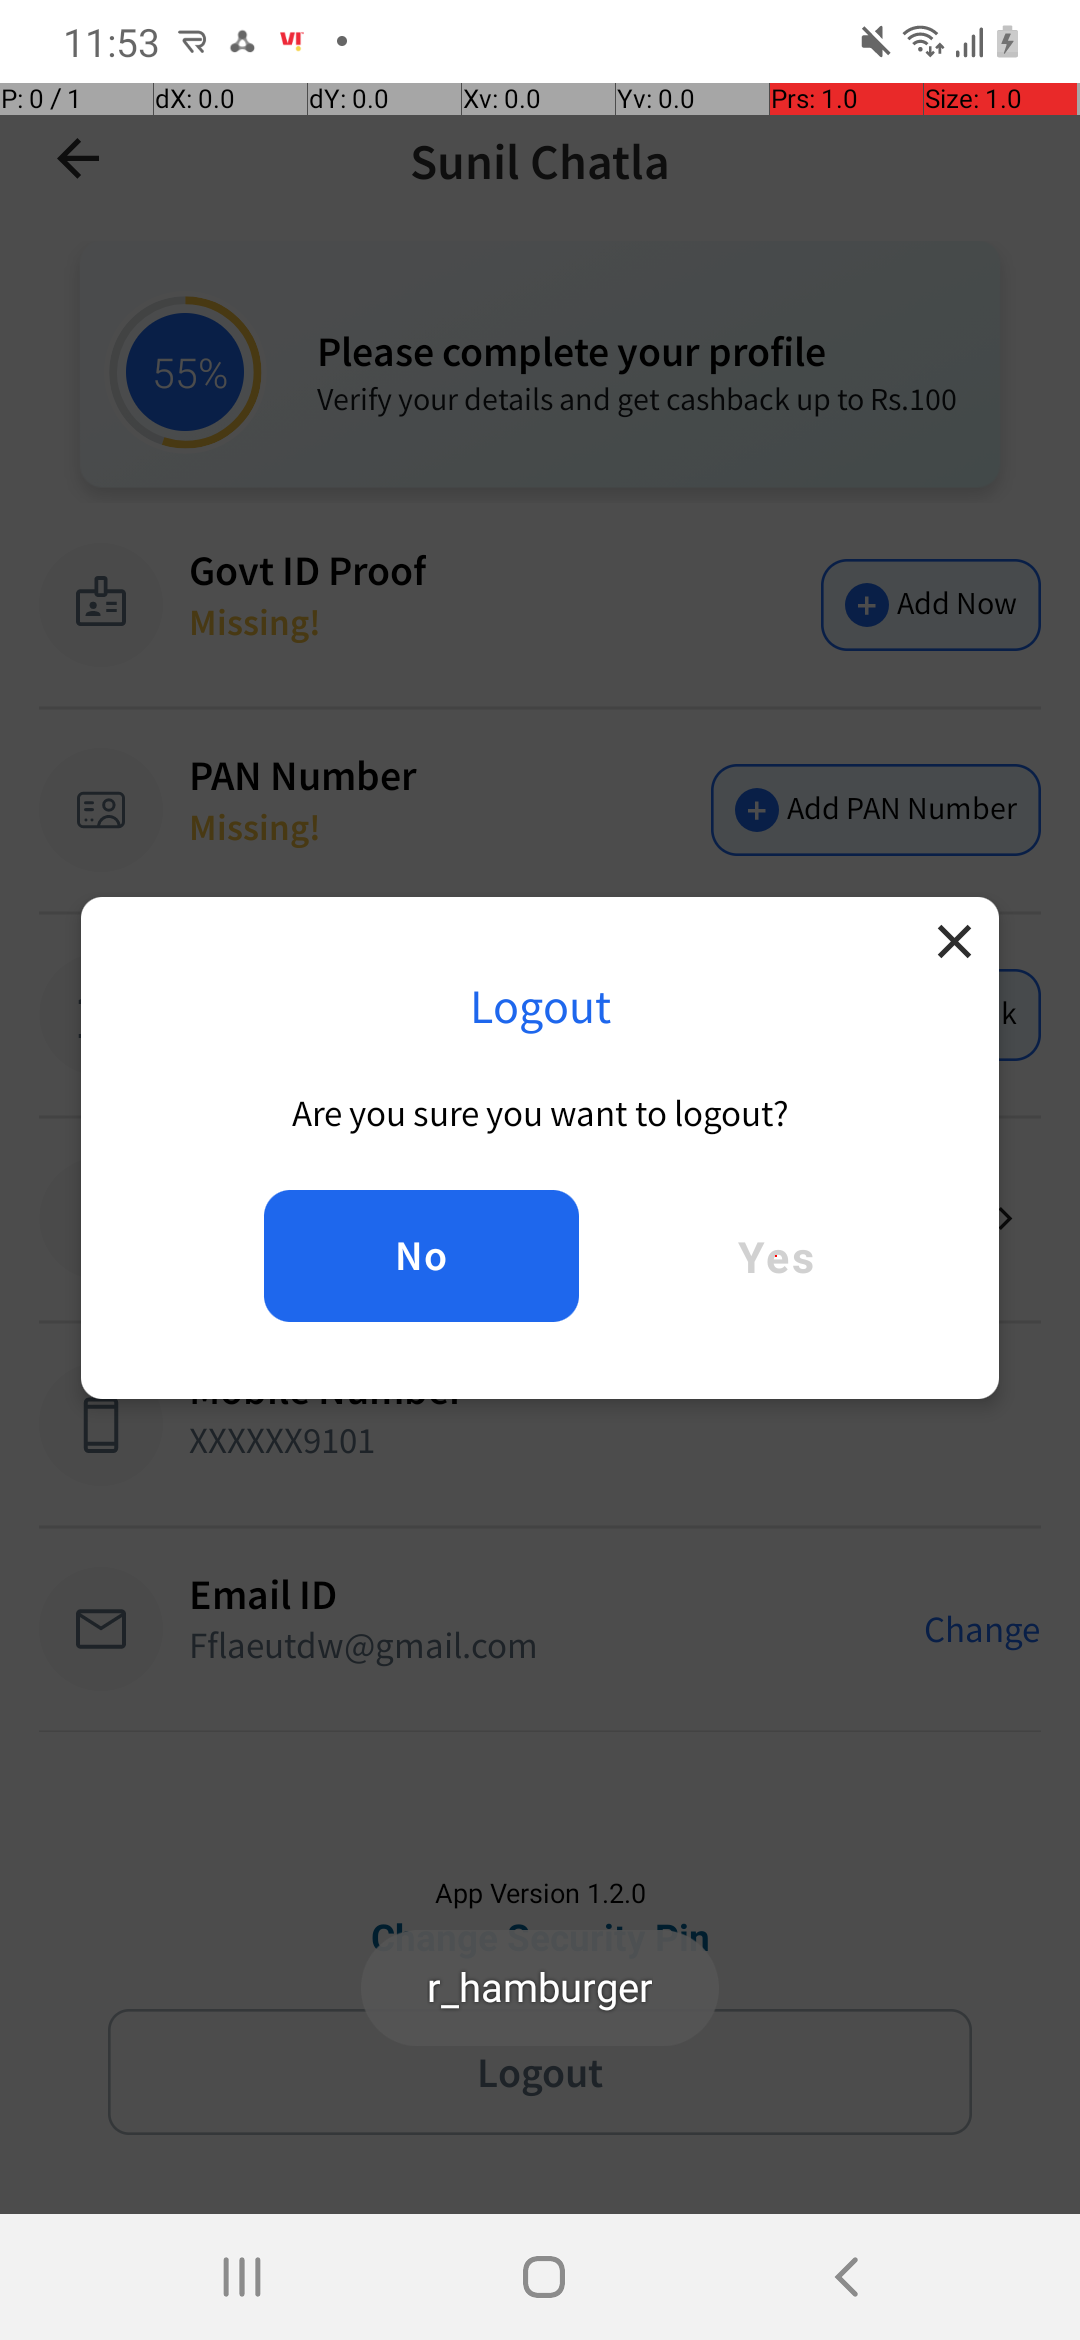 11:53
P: 0 / 1 dX: 0.0 dY: 0.0 Xv: 0.0 Yv: 0.0 Prs: 1.0 Size: 1.0
Sunil Chatla
55%
Please complete your profile
Verify your details and get cashback up to Rs.100
Govt ID Proof
Missing!
Add Now
PAN Number
Missing!
Add PAN Number
k
Logout
Are you sure you want to logout?
No
Yes
Mobile Number
XXXXXX9101
Email ID
Fflaeutdw@gmail.com
Change
App Version 1.2.0
Change Security Pin
r_hamburger
Logout